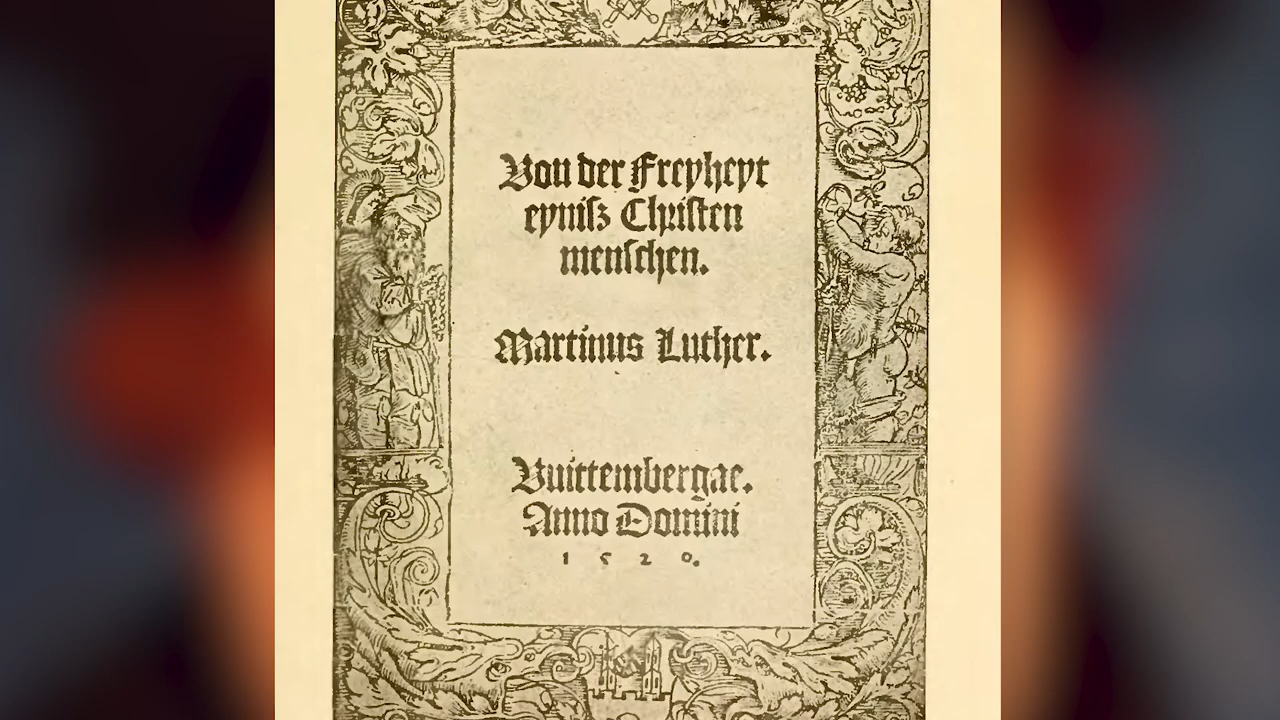 Von der Freyheyt
eyniſz Chriſten
menſchen.
Martinus Luther.
Vuittembergae.
Anno Domini
1520.